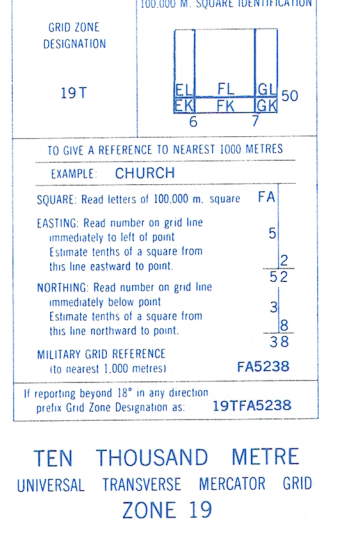 100,000 M. SQUARE IDENTIFICATION
GRID ZONE
DESIGNATION
19T
EL FL GL
50
EK FK GK
6 7
TO GIVE A REFERENCE TO NEAREST 1000 METRES
EXAMPLE: CHURCH
SQUARE: Read letters of 100,000 m. square FA
EASTING: Read number on grid line
immediately to left of point 5
Estimate tenths of a square from
this line eastward to point. 2
52
NORTHING: Read number on grid line
immediately below point 3
Estimate tenths of a square from
this line northward to point. 8
38
MILITARY GRID REFERENCE
(to nearest 1,000 metres) FA5238
If reporting beyond 18° in any direction
prefix Grid Zone Designation as: 19TFA5238
TEN THOUSAND METRE
UNIVERSAL TRANSVERSE MERCATOR GRID
ZONE 19